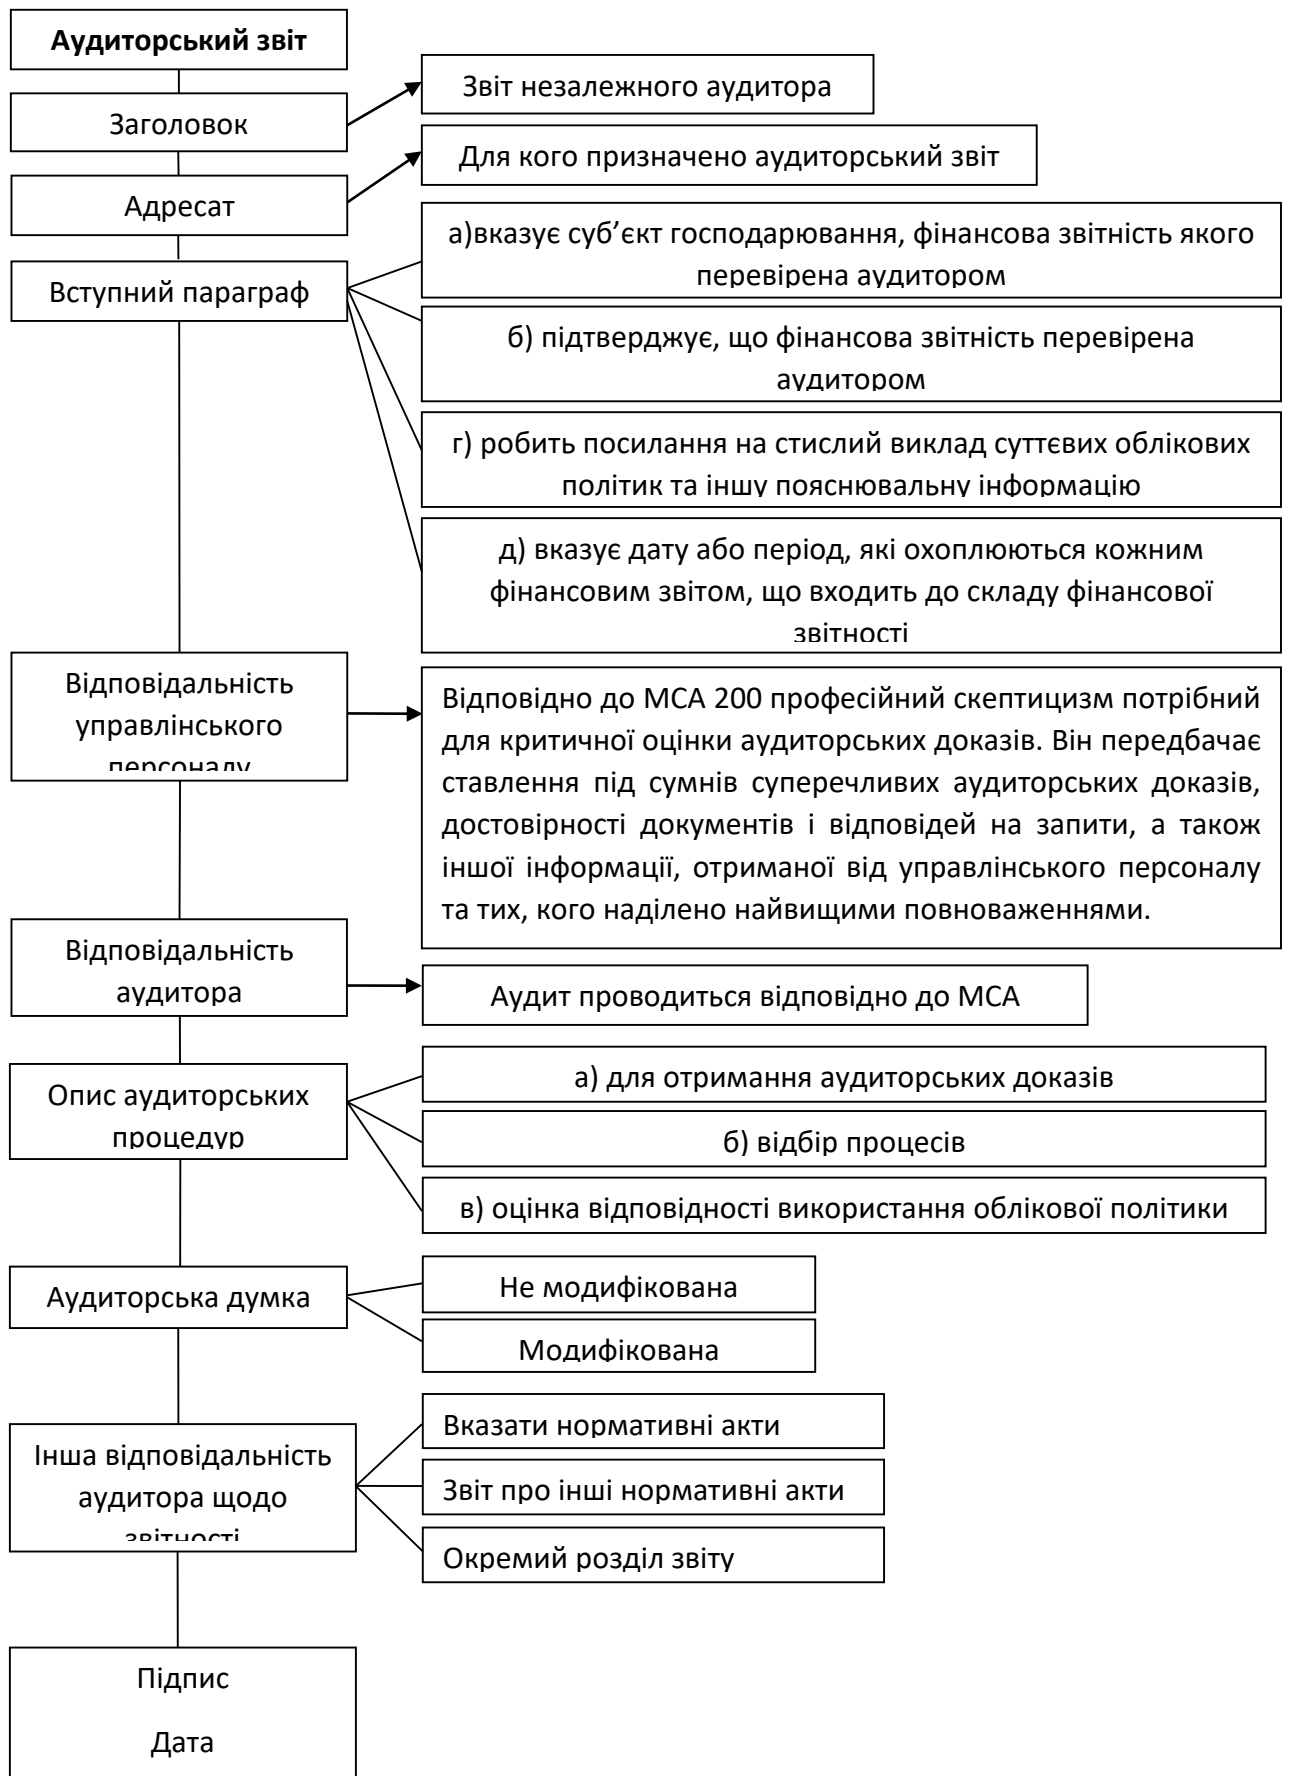 Аудиторський звіт
Заголовок
Звіт незалежного аудитора
Адресат
Для кого призначено аудиторський звіт
Вступний параграф
а)вказує суб’єкт господарювання, фінансова звітність якого
перевірена аудитором
б) підтверджує, що фінансова звітність перевірена
аудитором
г) робить посилання на стислий виклад суттєвих облікових
політик та іншу пояснювальну інформацію
д) вказує дату або період, які охоплюються кожним
фінансовим звітом, що входить до складу фінансової
звітності
Відповідальність
управлінського
персоналу
Відповідно до МСА 200 професійний скептицизм потрібний
для критичної оцінки аудиторських доказів. Він передбачає
ставлення під сумнів суперечливих аудиторських доказів,
достовірності документів і відповідей на запити, а також
іншої інформації, отриманої від управлінського персоналу
та тих, кого наділено найвищими повноваженнями.
Відповідальність
аудитора
Аудит проводиться відповідно до МСА
Опис аудиторських
процедур
а) для отримання аудиторських доказів
б) відбір процесів
в) оцінка відповідності використання облікової політики
Аудиторська думка
Не модифікована
Модифікована
Інша відповідальність
аудитора щодо
звітності
Вказати нормативні акти
Звіт про інші нормативні акти
Окремий розділ звіту
Підпис
Дата